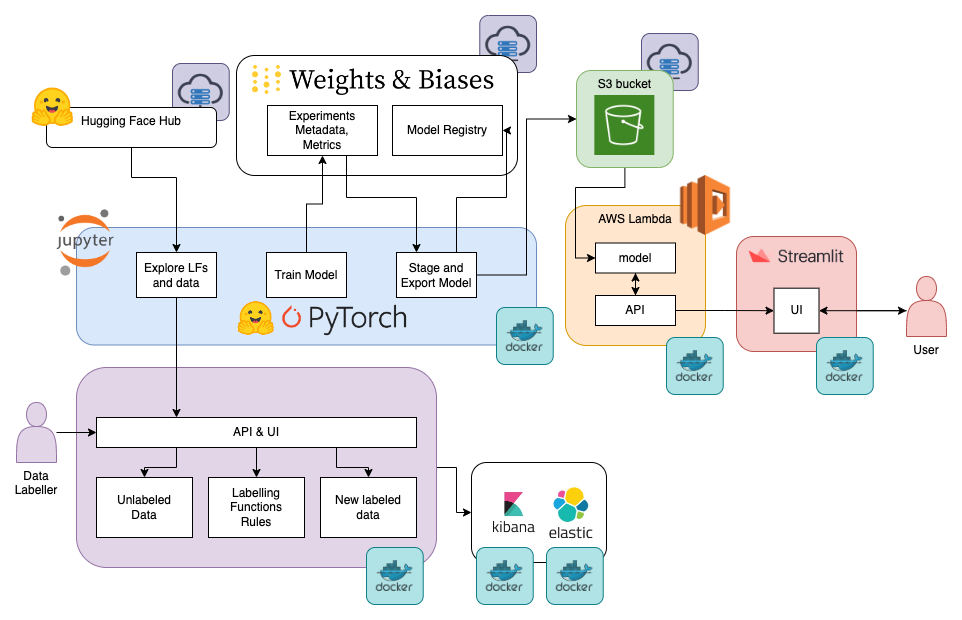 Weights & Biases
Experiments
Metadata,
Metrics
Model Registry
Hugging Face Hub
S3 bucket
jupyter
Explore LFs
and data
Train Model
Stage and
Export Model
PyTorch
docker
AWS Lambda
model
API
docker
Streamlit
UI
docker
User
Data
Labeller
API & UI
Unlabeled
Data
Labelling
Functions
Rules
New labeled
data
docker
kibana
elastic
docker
docker